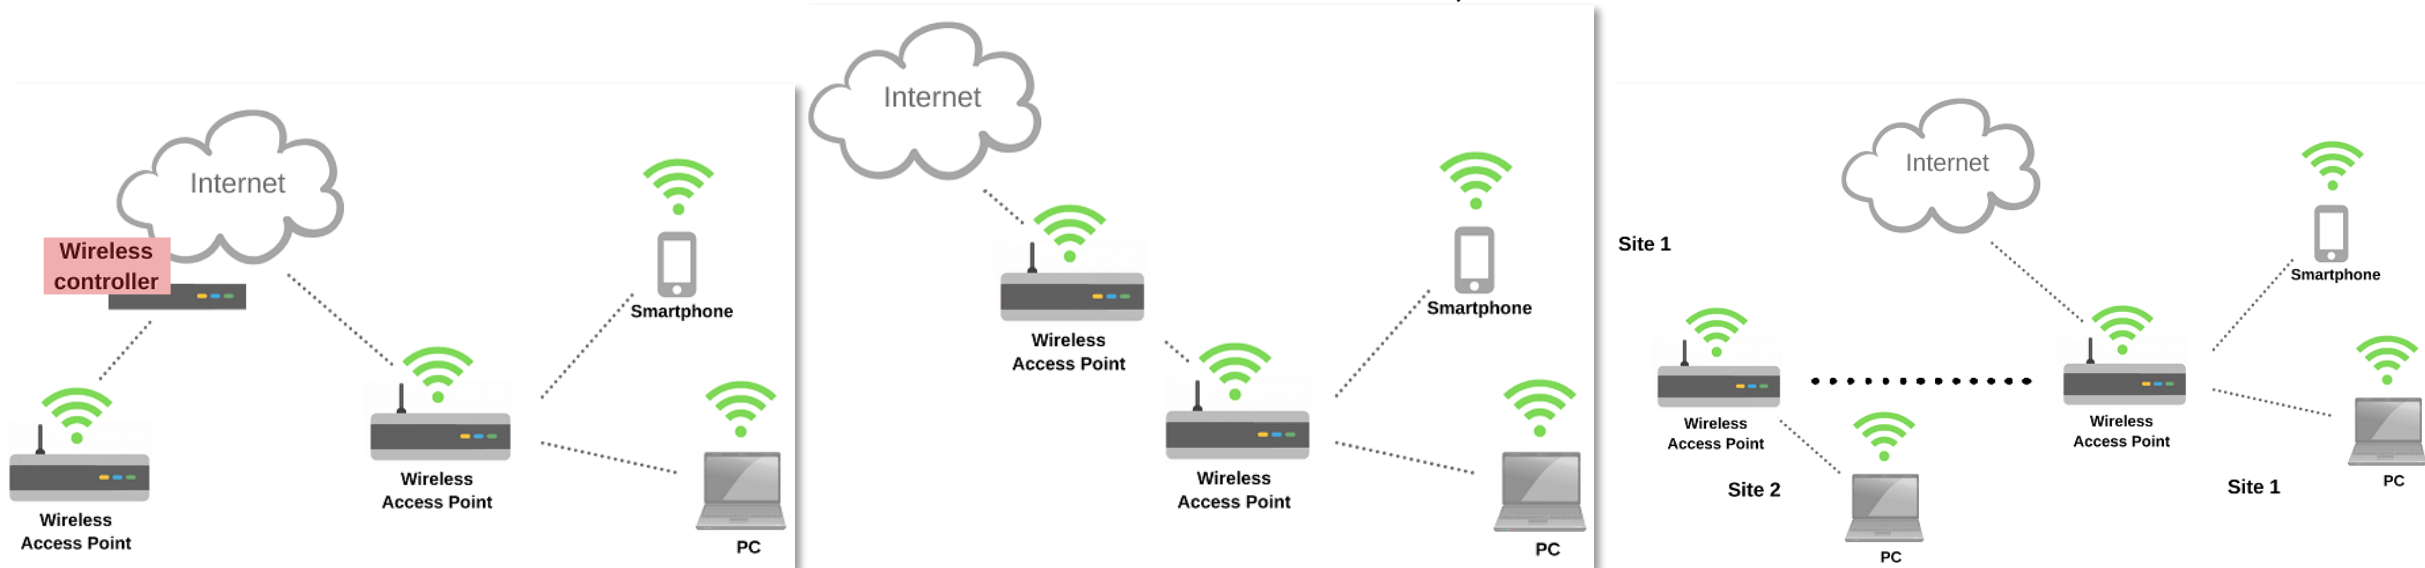 Internet
Wireless
controller
Smartphone
Wireless
Access Point
Wireless
Access Point
PC
Internet
Smartphone
Wireless
Access Point
Wireless
Access Point
PC
Internet
Site 1
Smartphone
Wireless
Access Point
Wireless
Access Point
PC
Site 2
Site 1
PC